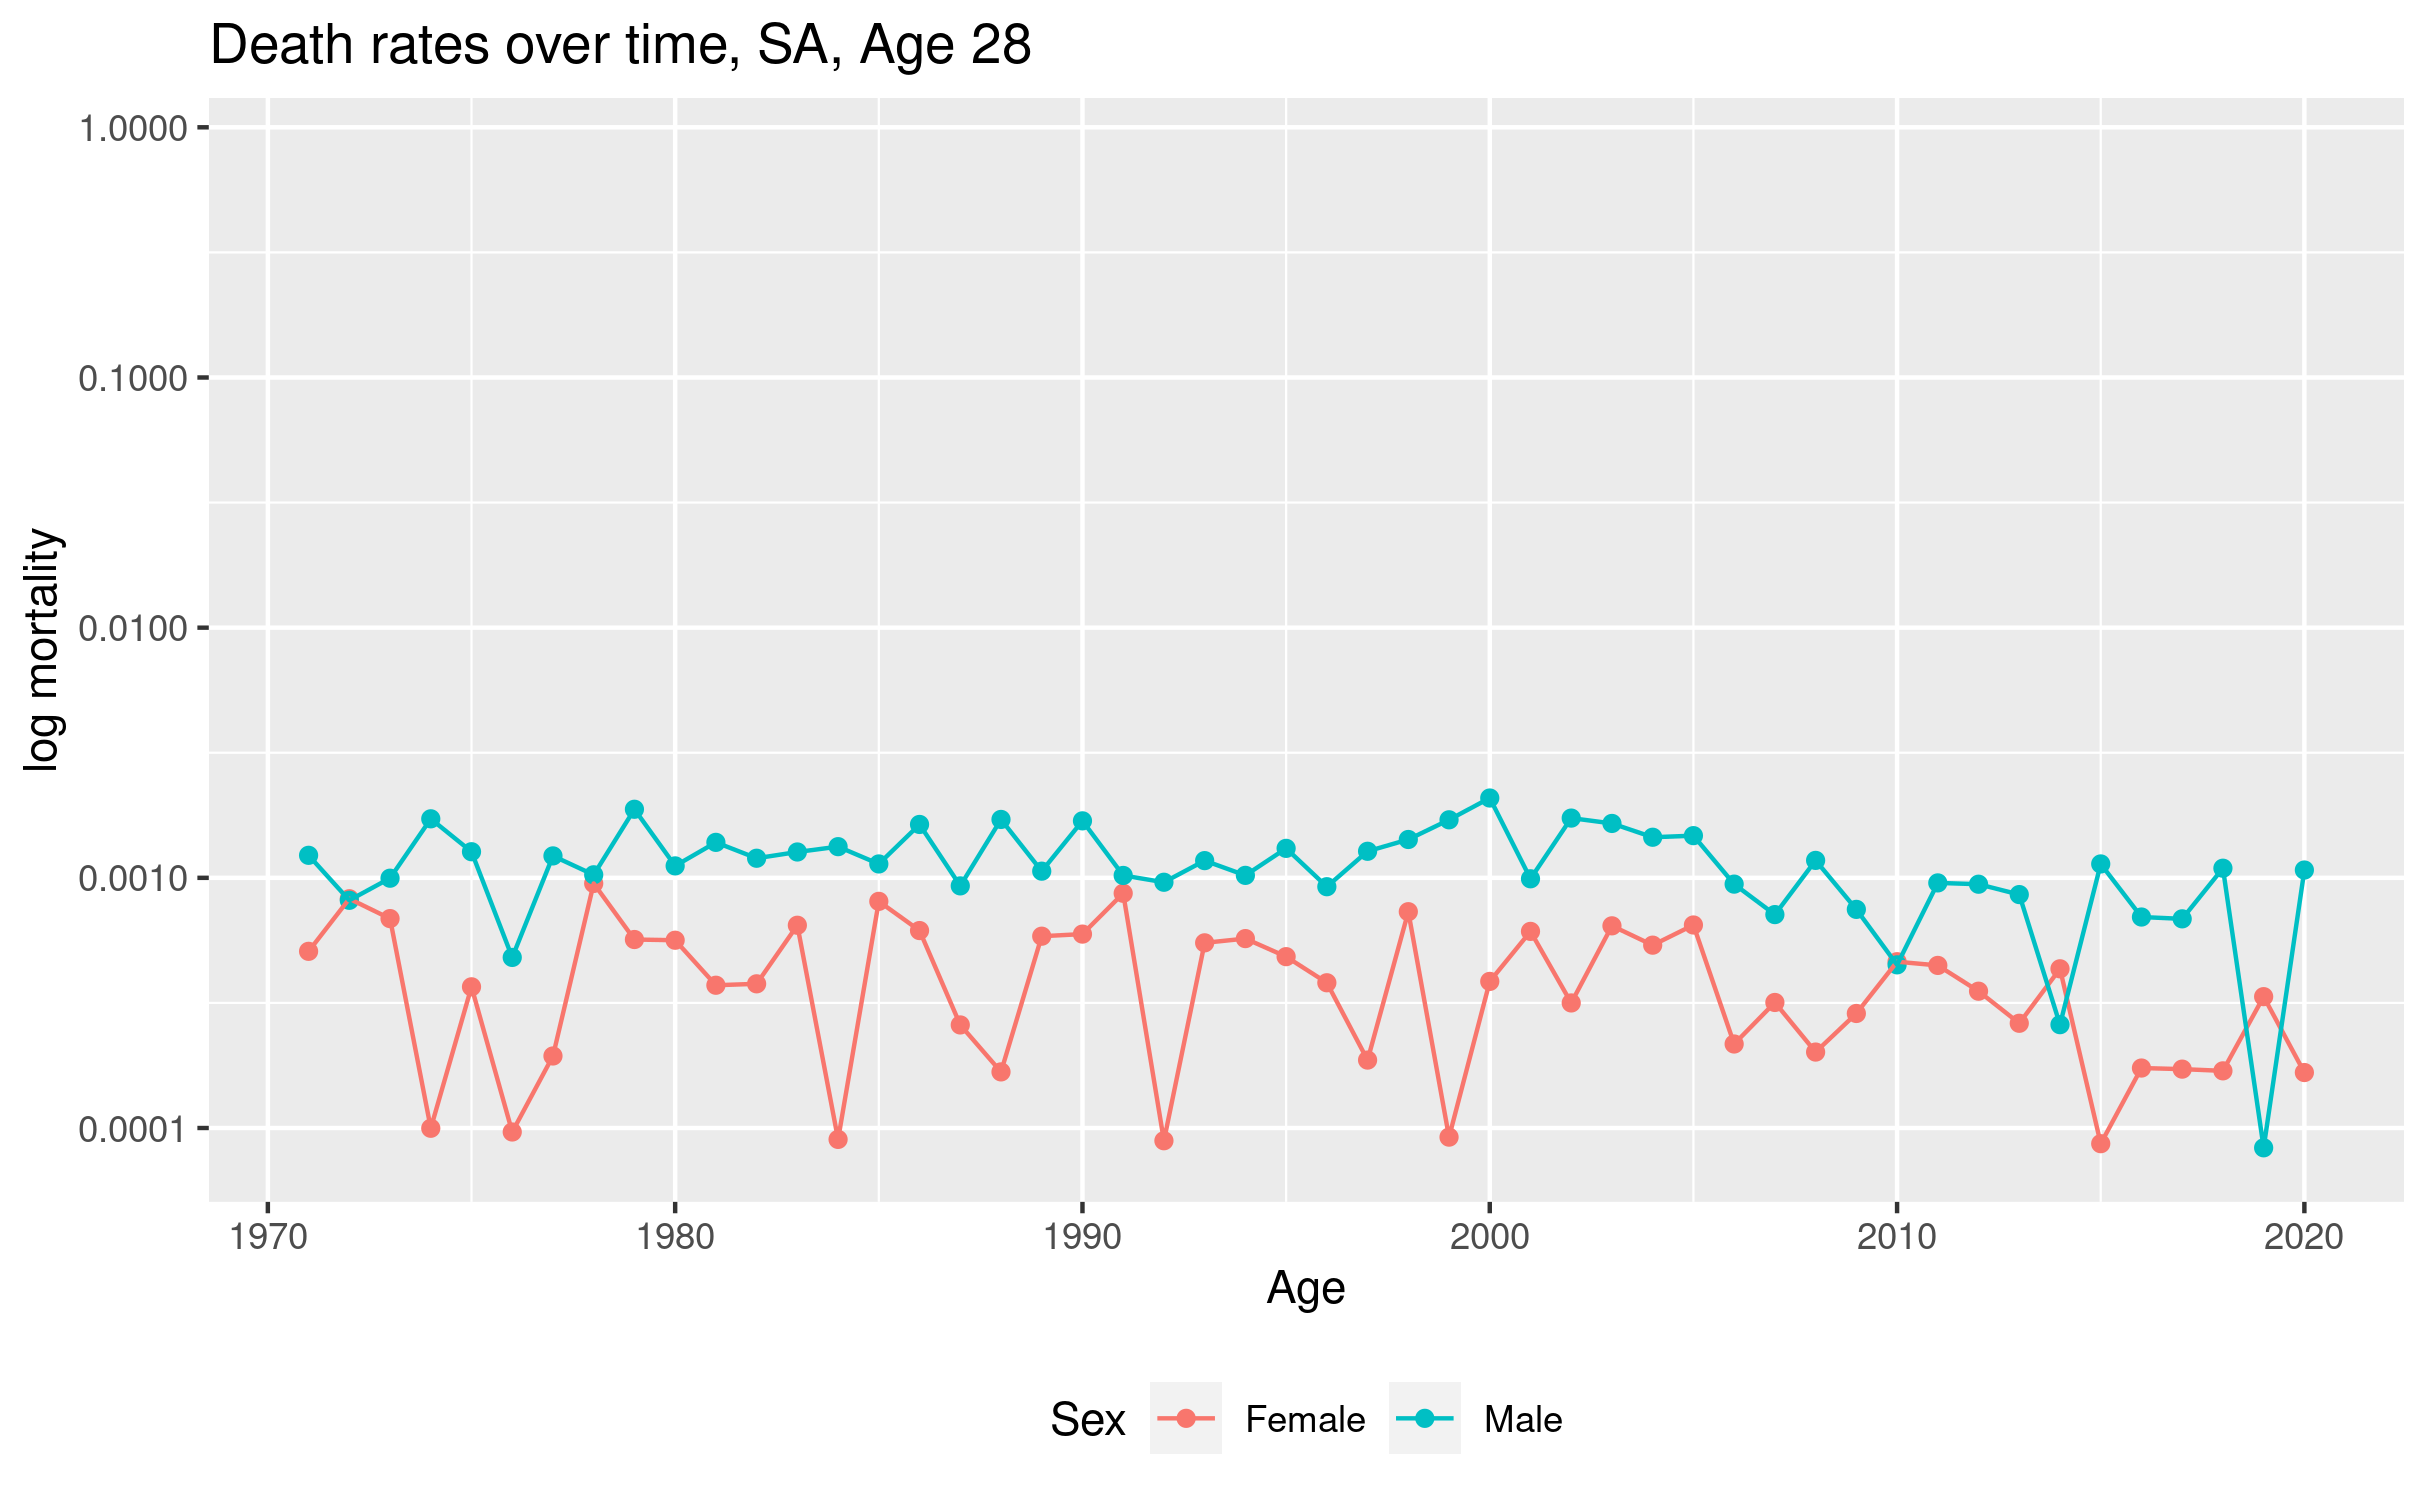 Death rates over time, SA, Age 28
1.0000
0.1000
0.0100
0.0010
0.0001
log mortality
1970 1980 1990 2000 2010 2020
Age
Sex Female Male